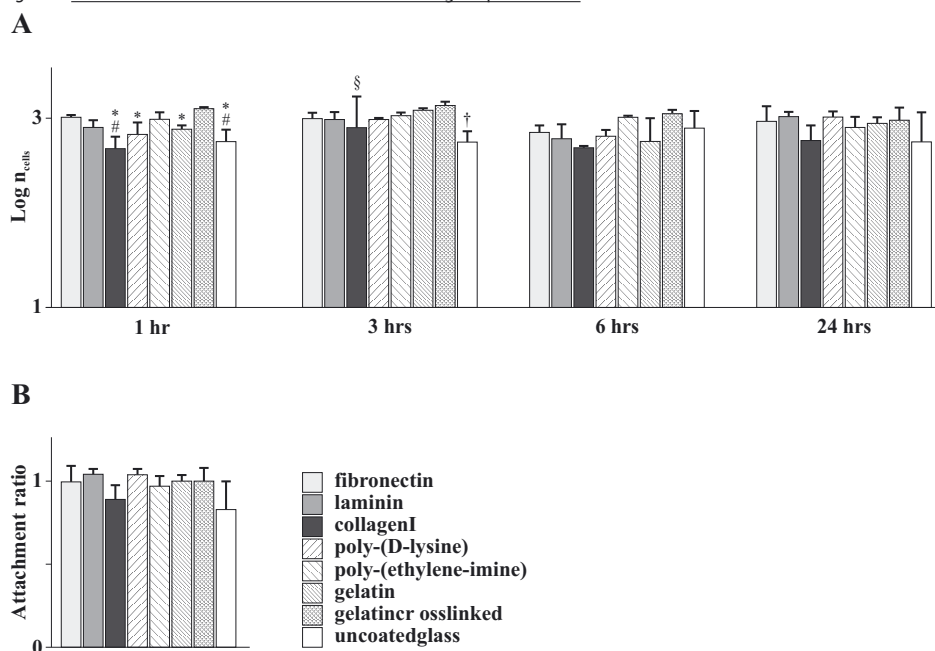 A
Log n cells
3
1
*
#
*
*
*
#
§
†
1 hr
3 hrs
6 hrs
24 hrs
B
Attachment ratio
1
0
fibronectin
laminin
collagenI
poly-(D-lysine)
poly-(ethylene-imine)
gelatin
gelatincr osslinked
uncoatedglass